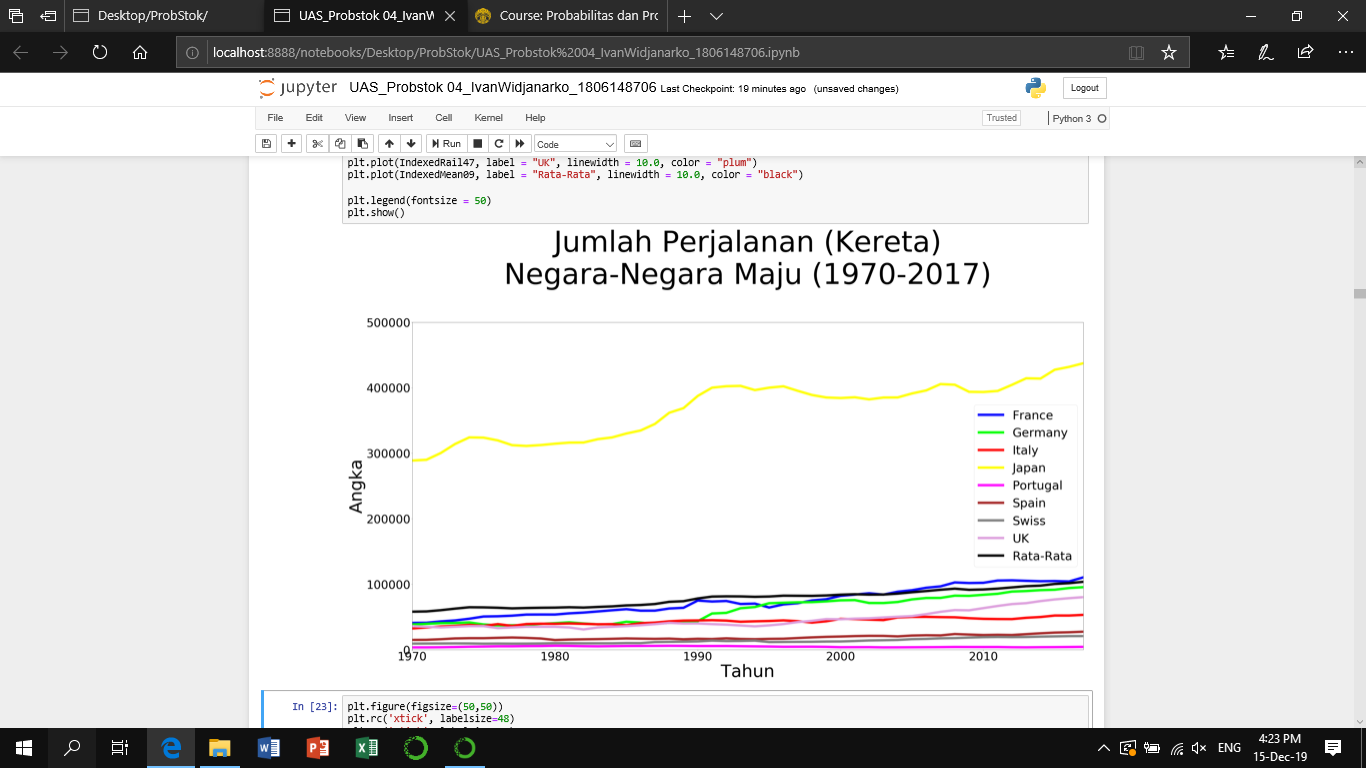 Desktop/ProbStok/
UAS_Probstok 04_IvanW
Course: Probabilitas dan Pro
localhost:8888/notebooks/Desktop/ProbStok/UAS_Probstok%2004_IvanWidjanarko_1806148706.ipynb
jupyter UAS_Probstok 04_IvanWidjanarko_1806148706 Last Checkpoint: 19 minutes ago (unsaved changes)
Logout
File Edit View Insert Cell Kernel Help
Trusted
Python 3
Run
Code
plt.plot(IndexedRail47, label = "UK", linewidth = 10.0, color = "plum")
plt.plot(IndexedMean09, label = "Rata-Rata", linewidth = 10.0, color = "black")
plt.legend(fontsize = 50)
plt.show()
Jumlah Perjalanan (Kereta)
Negara-Negara Maju (1970-2017)
500000
400000
300000
200000
100000
0
Angka
France
Germany
Italy
Japan
Portugal
Spain
Swiss
UK
Rata-Rata
1970 1980 1990 2000 2010
Tahun
In [23]:
plt.figure(figsize=(50,50))
plt.rc('xtick', labelsize=48)
ENG
4:23 PM
15-Dec-19